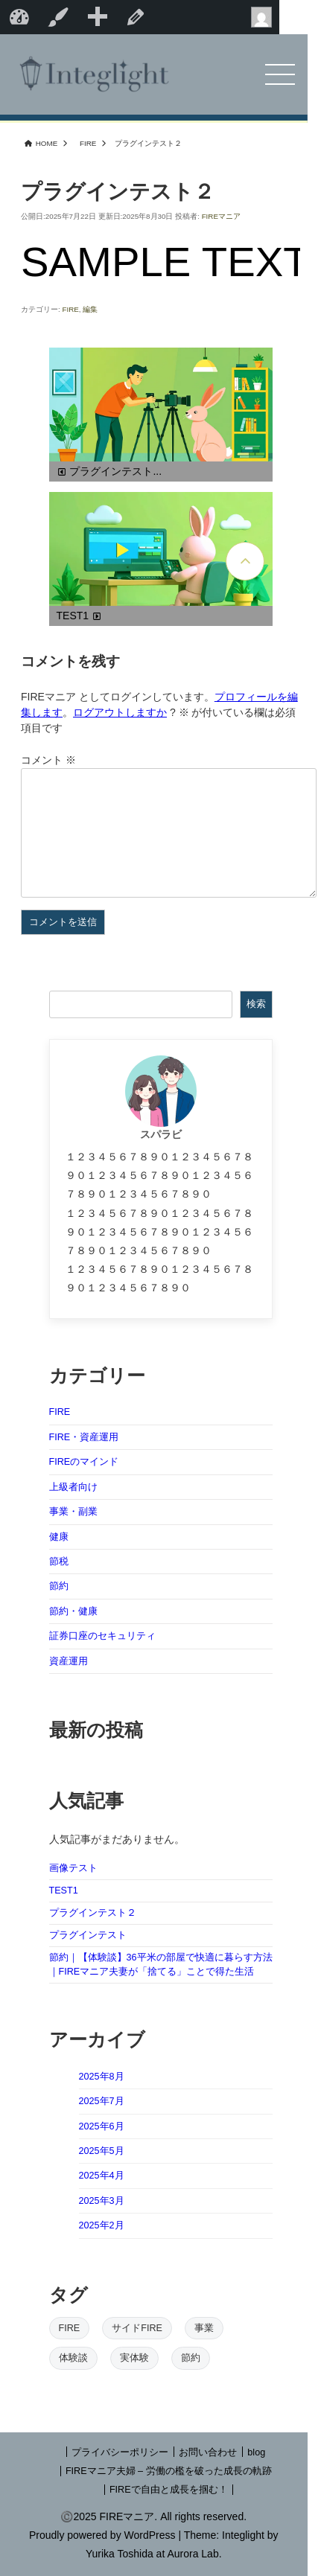 Integlight
HOME > FIRE > プラグインテスト２
プラグインテスト２
公開日:2025年7月22日 更新日:2025年8月30日 投稿者: FIREマニア
SAMPLE TEXT
カテゴリー: FIRE, 編集
プラグインテスト...
TEST1
コメントを残す
FIREマニア としてログインしています。プロフィールを編
集します。ログアウトしますか ? ※ が付いている欄は必須
項目です
コメント ※
コメントを送信
検索
スパラビ
１２３４５６７８９０１２３４５６７８
９０１２３４５６７８９０１２３４５６
７８９０１２３４５６７８９０
１２３４５６７８９０１２３４５６７８
９０１２３４５６７８９０１２３４５６
７８９０１２３４５６７８９０
１２３４５６７８９０１２３４５６７８
９０１２３４５６７８９０
カテゴリー
FIRE
FIRE・資産運用
FIREのマインド
上級者向け
事業・副業
健康
節税
節約
節約・健康
証券口座のセキュリティ
資産運用
最新の投稿
人気記事
人気記事がまだありません。
画像テスト
TEST1
プラグインテスト２
プラグインテスト
節約｜【体験談】36平米の部屋で快適に暮らす方法
｜FIREマニア夫妻が「捨てる」ことで得た生活
アーカイブ
2025年8月
2025年7月
2025年6月
2025年5月
2025年4月
2025年3月
2025年2月
タグ
FIRE サイドFIRE 事業
体験談 実体験 節約
| プライバシーポリシー | お問い合わせ | blog
| FIREマニア夫婦 – 労働の檻を破った成長の軌跡
| FIREで自由と成長を掴む！ |
©2025 FIREマニア. All rights reserved.
Proudly powered by WordPress | Theme: Integlight by
Yurika Toshida at Aurora Lab.